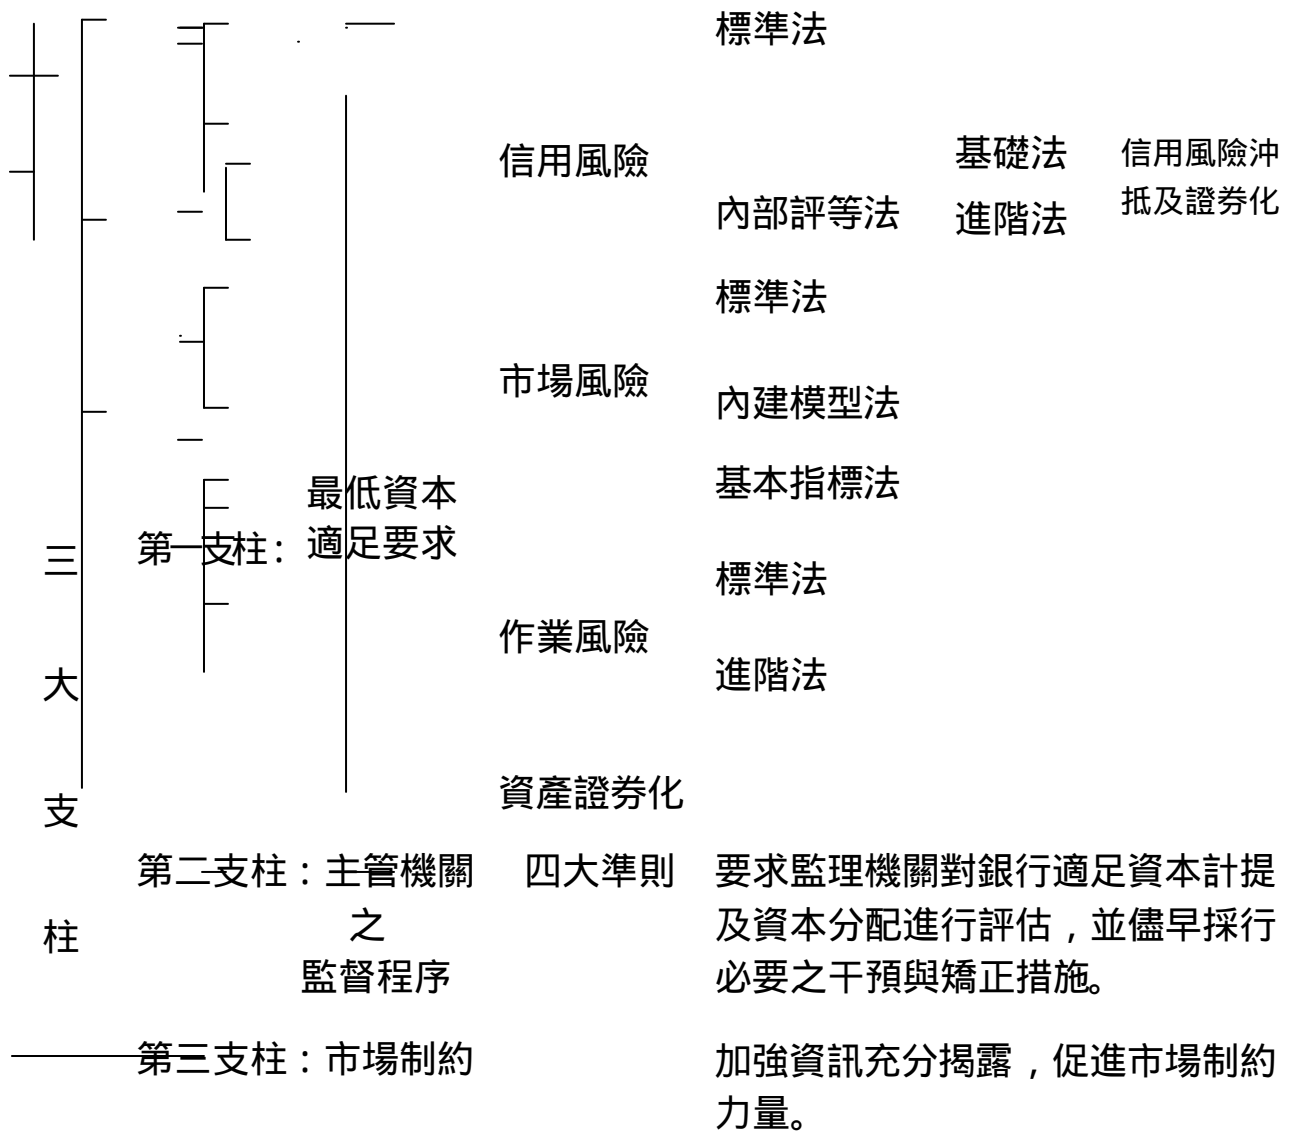 標準法
信用風險
基礎法
信用風險沖
抵及證券化
內部評等法
進階法
標準法
市場風險
內建模型法
最低資本
適足要求
基本指標法
三大支柱
第一支柱：
標準法
作業風險
進階法
資產證券化
第二支柱：主管機關
之
監督程序
四大準則
要求監理機關對銀行適足資本計提
及資本分配進行評估，並儘早採行
必要之干預與矯正措施。
第三支柱：市場制約
加強資訊充分揭露，促進市場制約
力量。